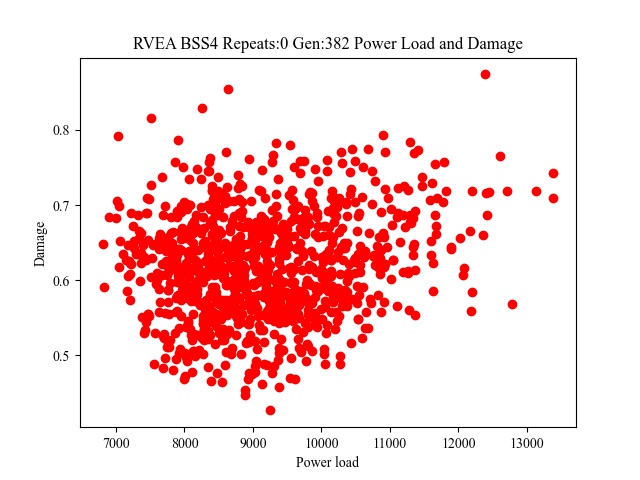 RVEA BSS4 Repeats:0 Gen:382 Power Load and Damage
0.8
0.7
0.6
0.5
Damage
7000 8000 9000 10000 11000 12000 13000
Power load